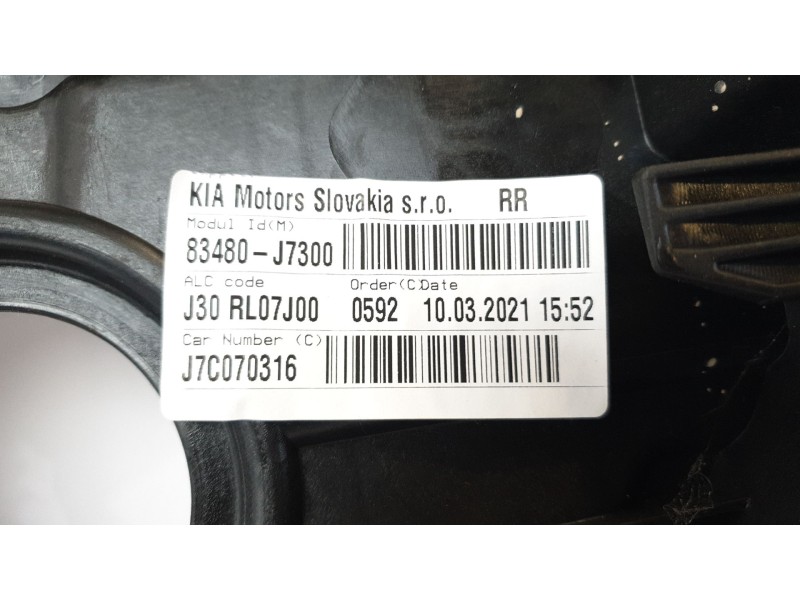 KIA Motors Slovakia s.r.o. RR
Modul Id(M)
83480-J7300
ALC code Order(C)Date
J30 RL07J00 0592 10.03.2021 15:52
Car Number (C)
J7C070316